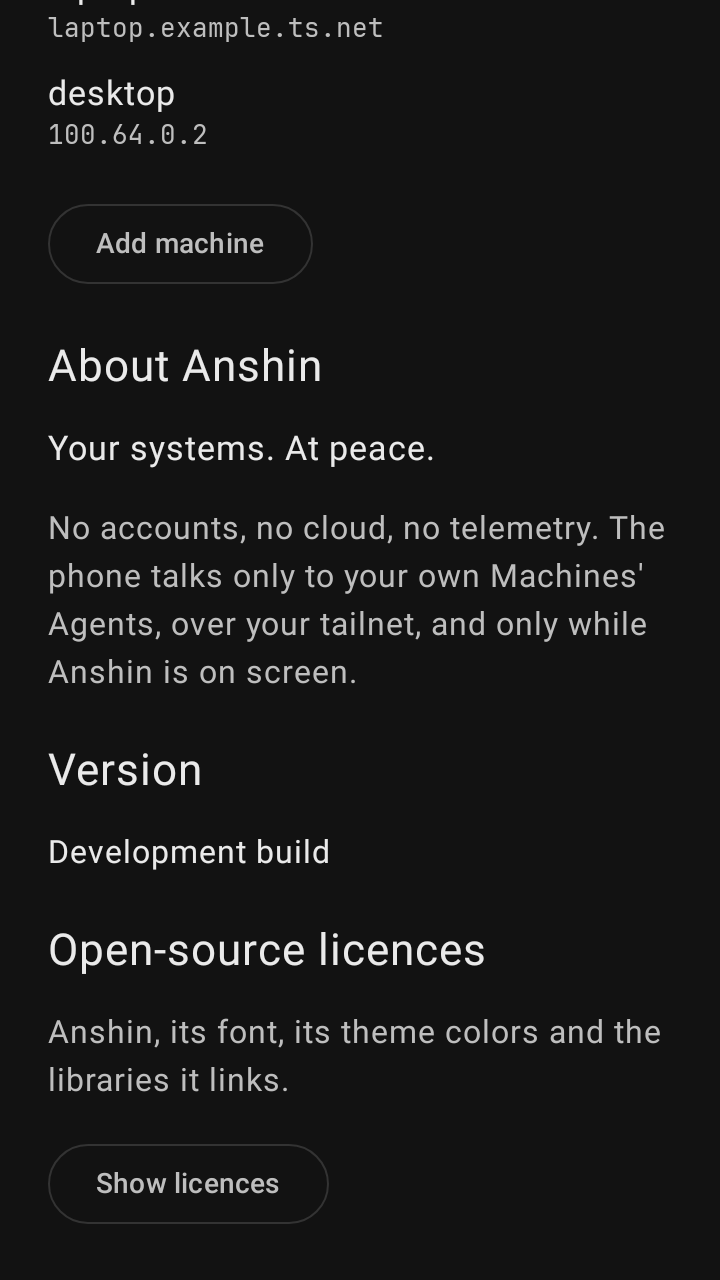 laptop.example.ts.net
desktop
100.64.0.2
Add machine
About Anshin
Your systems. At peace.
No accounts, no cloud, no telemetry. The
phone talks only to your own Machines'
Agents, over your tailnet, and only while
Anshin is on screen.
Version
Development build
Open-source licences
Anshin, its font, its theme colors and the
libraries it links.
Show licences